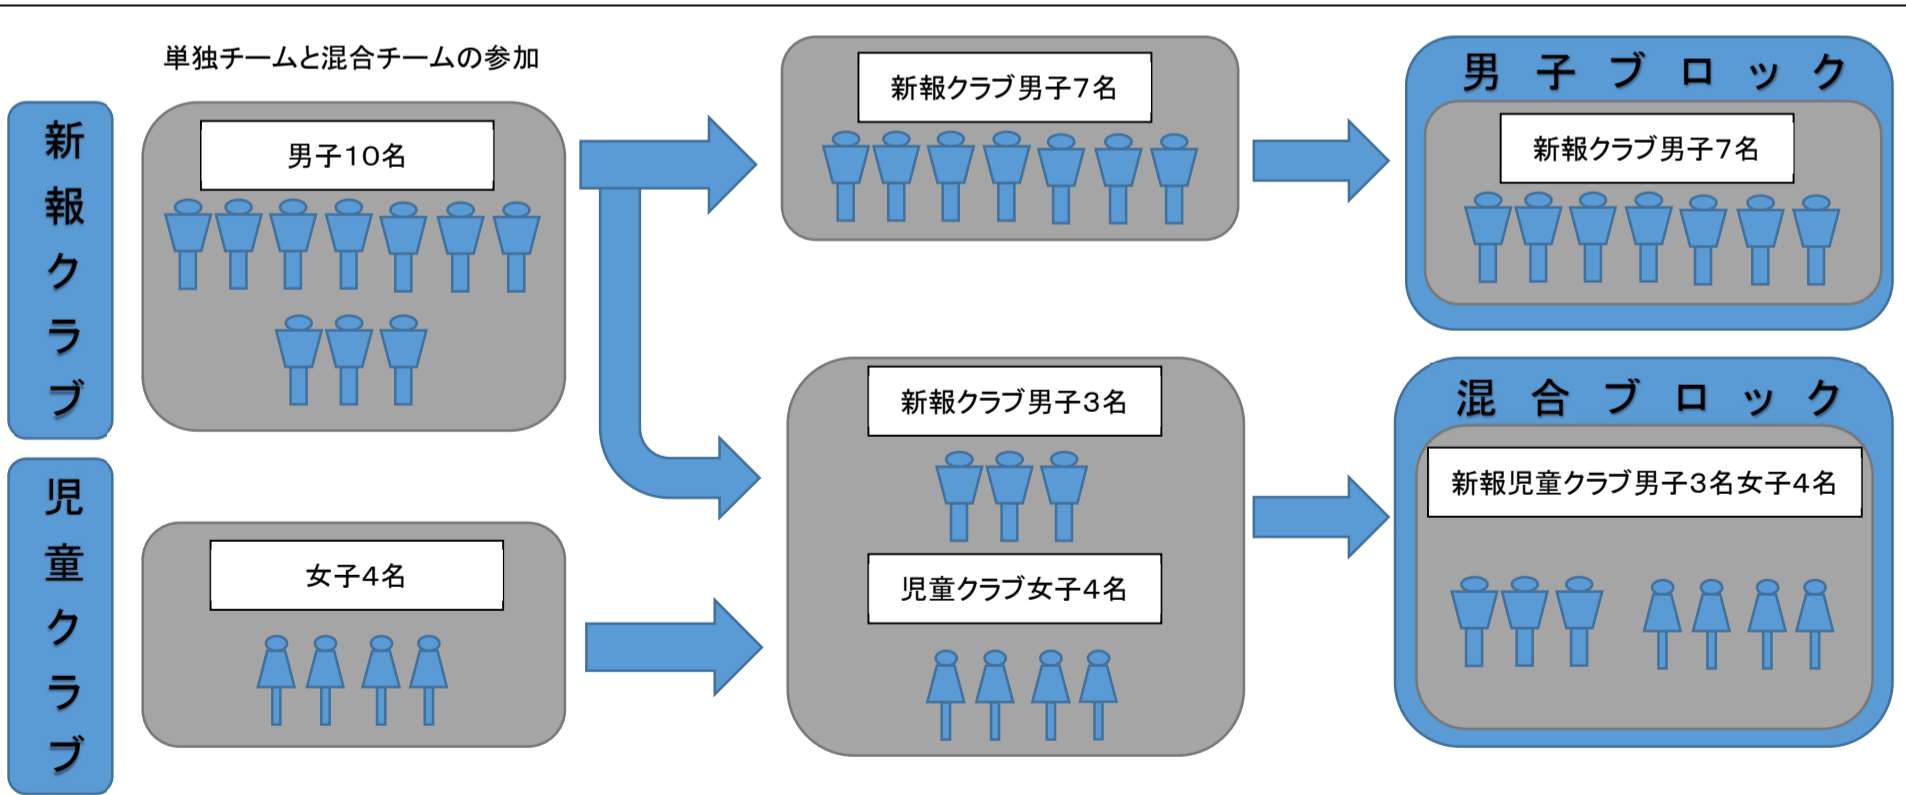 単独チームと混合チームの参加
新報クラブ
男子１０名
新報クラブ男子７名
男子ブロック
新報クラブ男子７名
児童クラブ
女子４名
新報クラブ男子３名
児童クラブ女子４名
混合ブロック
新報児童クラブ男子３名女子４名